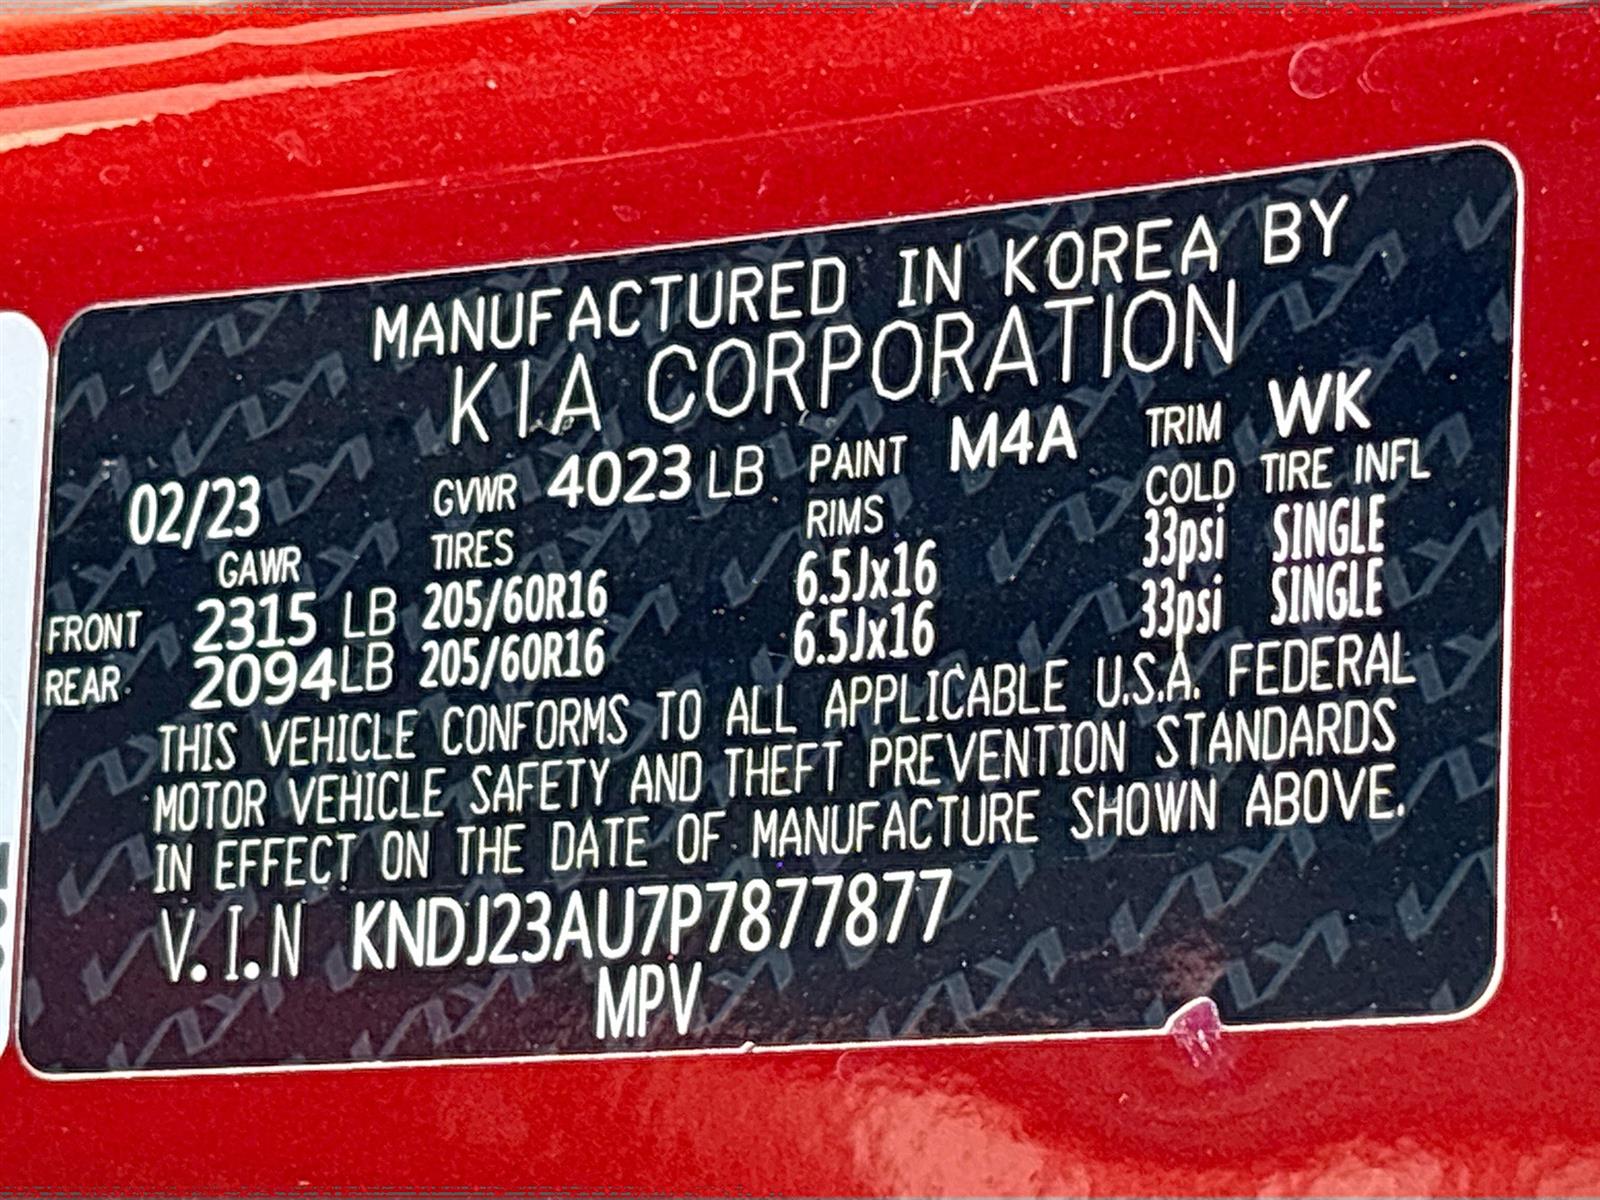 MANUFACTURED IN KOREA BY
KIA CORPORATION
02/23 GVWR 4023 LB PAINT M4A TRIM WK
GAWR TIRES RIMS COLD TIRE INFL
FRONT 2315 LB 205/60R16 6.5Jx16 33psi SINGLE
REAR 2094 LB 205/60R16 6.5Jx16 33psi SINGLE
THIS VEHICLE CONFORMS TO ALL APPLICABLE U.S.A. FEDERAL
MOTOR VEHICLE SAFETY AND THEFT PREVENTION STANDARDS
IN EFFECT ON THE DATE OF MANUFACTURE SHOWN ABOVE.
V.I.N KNDJ23AU7P7877877
MPV